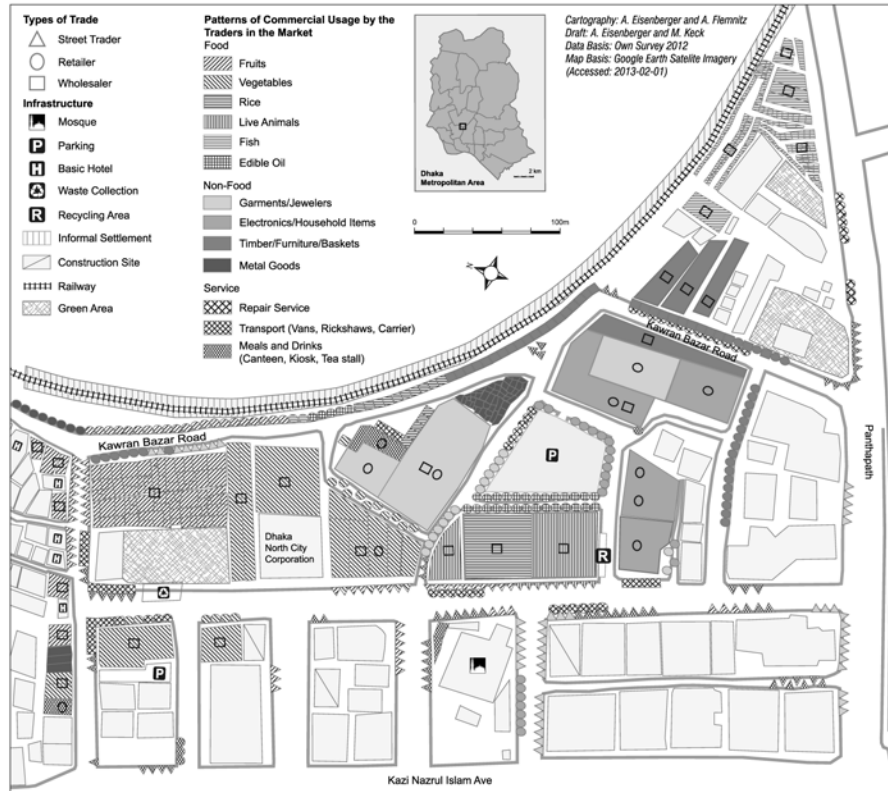 Types of Trade
Street Trader
Retailer
Wholesaler
Infrastructure
Mosque
P Parking
H Basic Hotel
Waste Collection
R Recycling Area
Informal Settlement
Construction Site
Railway
Green Area
Patterns of Commercial Usage by the
Traders in the Market
Food
Fruits
Vegetables
Rice
Live Animals
Fish
Edible Oil
Non-Food
Garments/Jewelers
Electronics/Household Items
Timber/Furniture/Baskets
Metal Goods
Service
Repair Service
Transport (Vans, Rickshaws, Carrier)
Meals and Drinks
(Canteen, Kiosk, Tea stall)
Dhaka
Metropolitan Area
2 km
0
100m
N
Cartography: A. Eisenberger and A. Flemnitz
Draft: A. Eisenberger and M. Keck
Data Basis: Own Survey 2012
Map Basis: Google Earth Satelite Imagery
(Accessed: 2013-02-01)
Kawran Bazar Road
Kawran Bazar Road
Panthapath
P
H
H
H
H
H
Dhaka
North City
Corporation
R
P
Kazi Nazrul Islam Ave